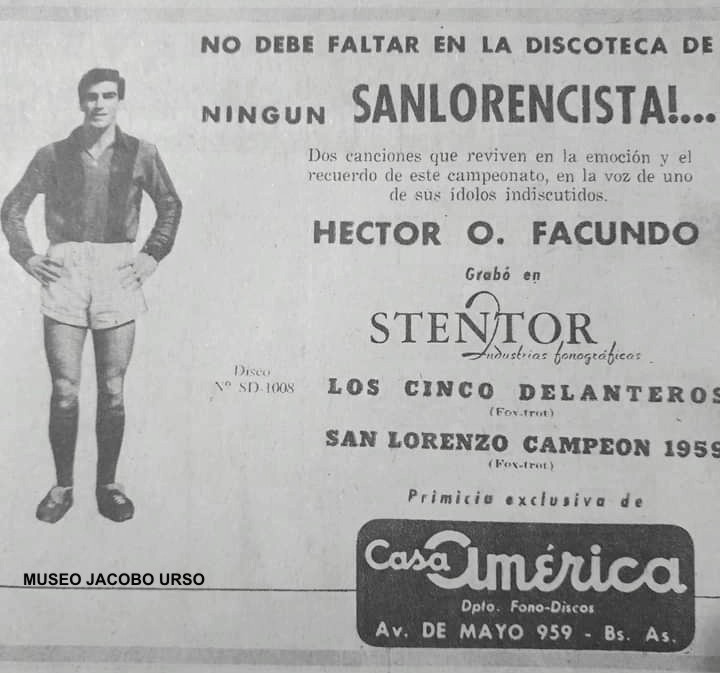 NO DEBE FALTAR EN LA DISCOTECA DE
NINGUN SANLORENCISTA!...
Dos canciones que reviven en la emoción y el
recuerdo de este campeonato, en la voz de uno
de sus ídolos indiscutidos.
HECTOR O. FACUNDO
Grabó en
STENTOR
Industrias fonográficas
Disco
Nº SD-1008
LOS CINCO DELANTEROS
(Fox-trot)
SAN LORENZO CAMPEON 1959
(Fox-trot)
Primicia exclusiva de
Casa América
Dpto. Fono-Discos
Av. DE MAYO 959 - Bs. As.
MUSEO JACOBO URSO